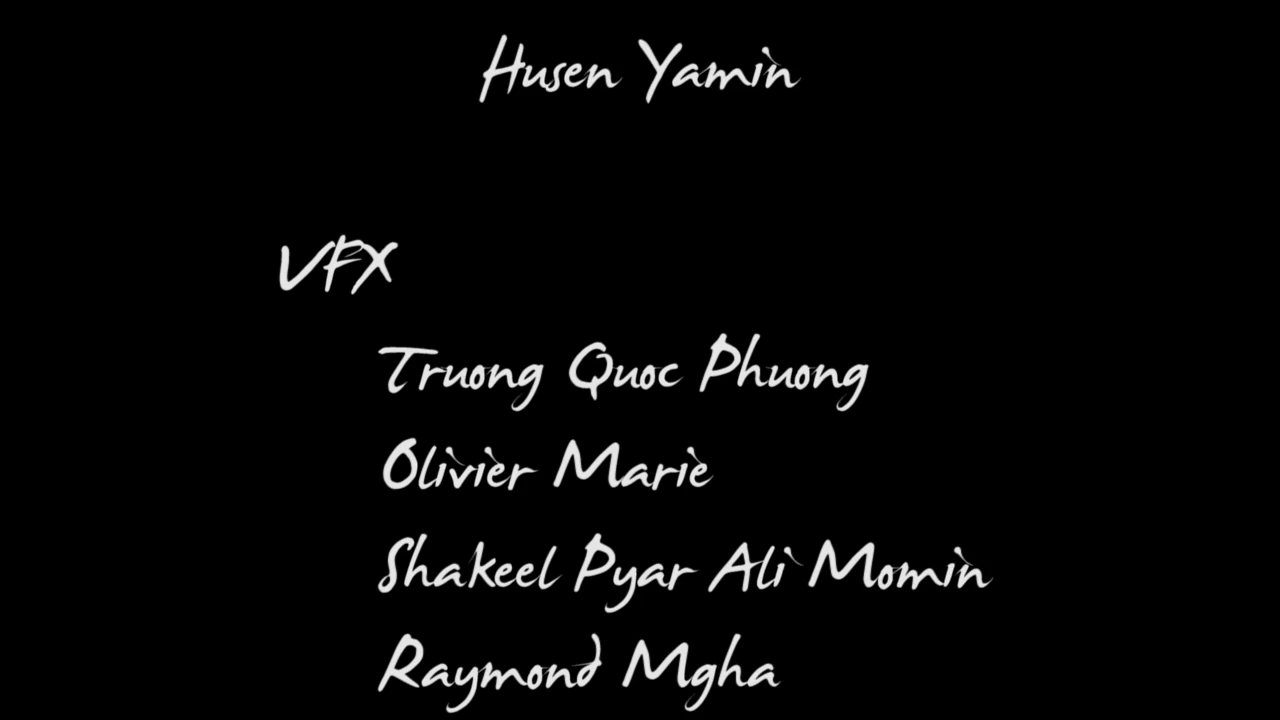 Husen Yamin
VFX
Truong Quoc Phuong
Olivier Marie
Shakeel Pyar Ali Momin
Raymond Mgha